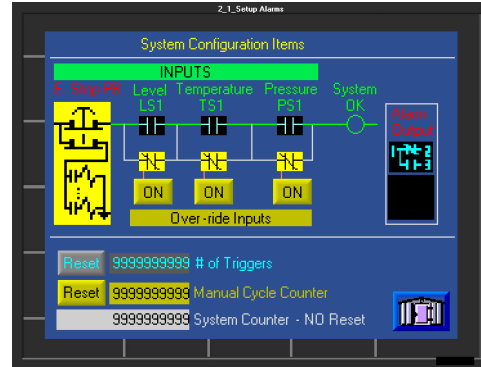 2_1_Setup Alarms
System Configuration Items
INPUTS
E-Stop PB Level Temperature Pressure System
LS1 TS1 PS1 OK
Alarm
Output
ON ON ON
Over-ride Inputs
Reset 9999999999 # of Triggers
Reset 9999999999 Manual Cycle Counter
9999999999 System Counter - NO Reset